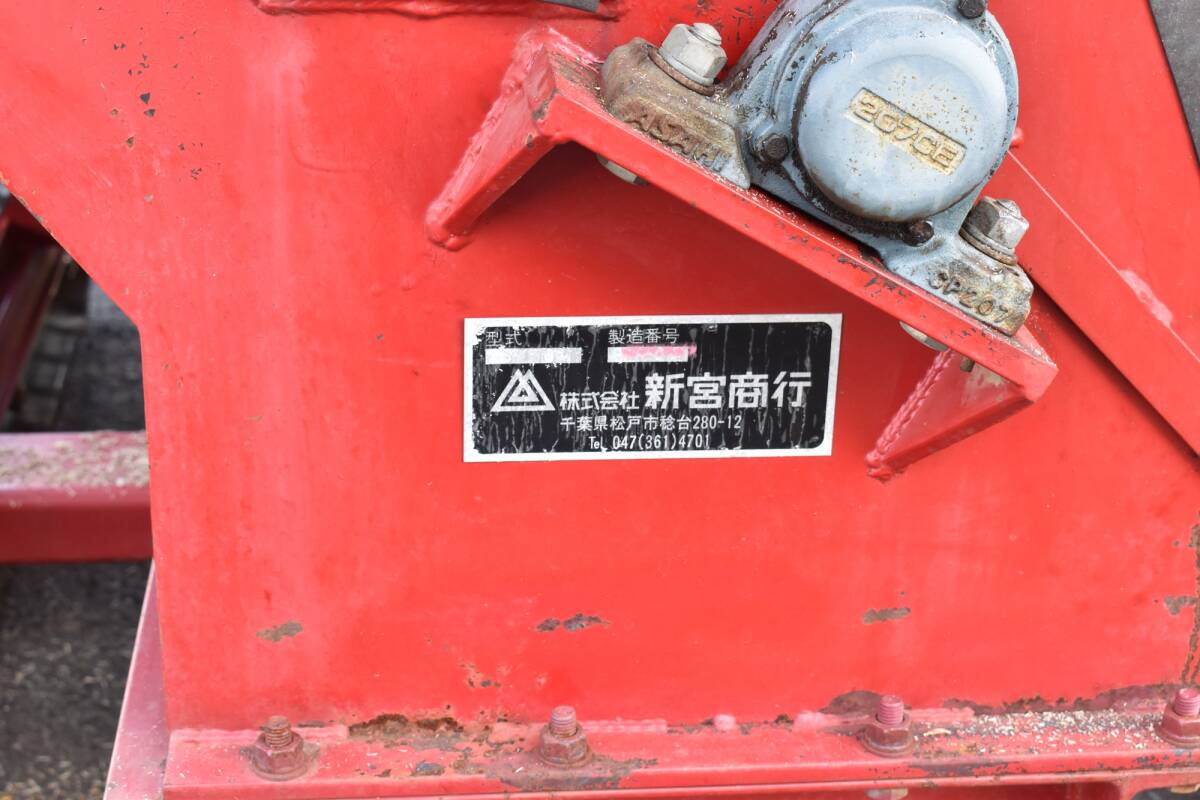 207CE
ASAHI
CP207
型式 製造番号
株式会社 新宮商行
千葉県松戸市稔台280-12
TEL 047(361)4701